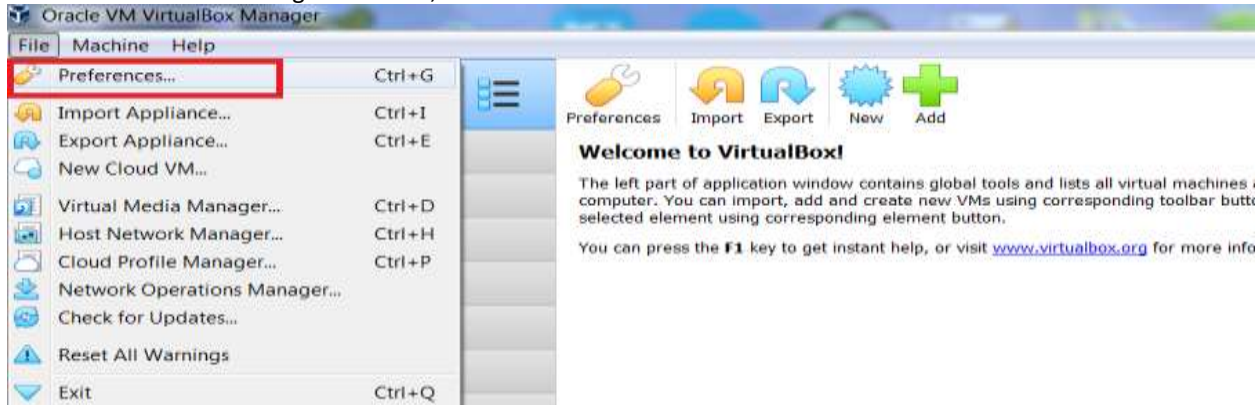 Oracle VM VirtualBox Manager
File Machine Help
Preferences... Ctrl+G
Import Appliance... Ctrl+I
Export Appliance... Ctrl+E
New Cloud VM...
Virtual Media Manager... Ctrl+D
Host Network Manager... Ctrl+H
Cloud Profile Manager... Ctrl+P
Network Operations Manager...
Check for Updates...
Reset All Warnings
Exit Ctrl+Q
Preferences Import Export New Add
Welcome to VirtualBox!
The left part of application window contains global tools and lists all virtual machines
computer. You can import, add and create new VMs using corresponding toolbar
selected element using corresponding element button.
You can press the F1 key to get instant help, or visit www.virtualbox.org for more